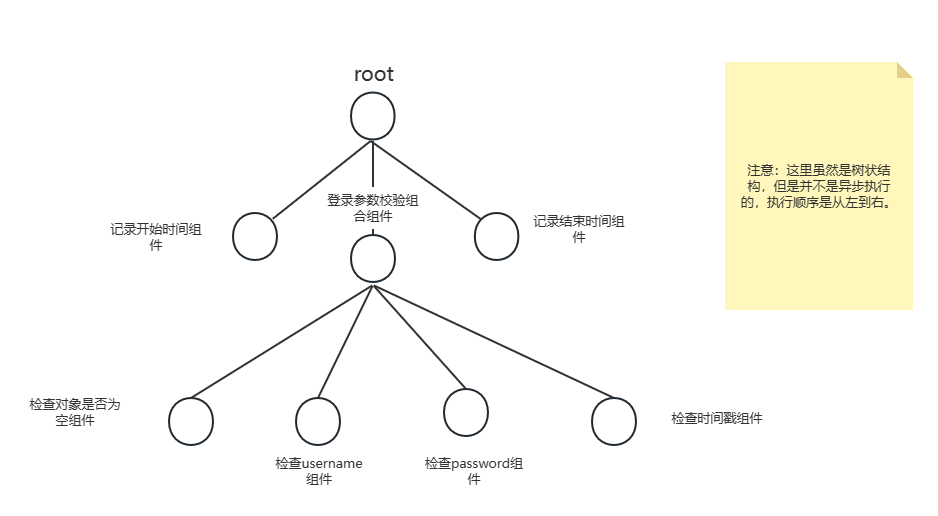 root
登录参数校验组
合组件
记录开始时间组
件
记录结束时间组
件
注意：这里虽然是树状结
构，但是并不是异步执行
的，执行顺序是从左到右。
检查对象是否为
空组件
检查username
组件
检查password组
件
检查时间戳组件